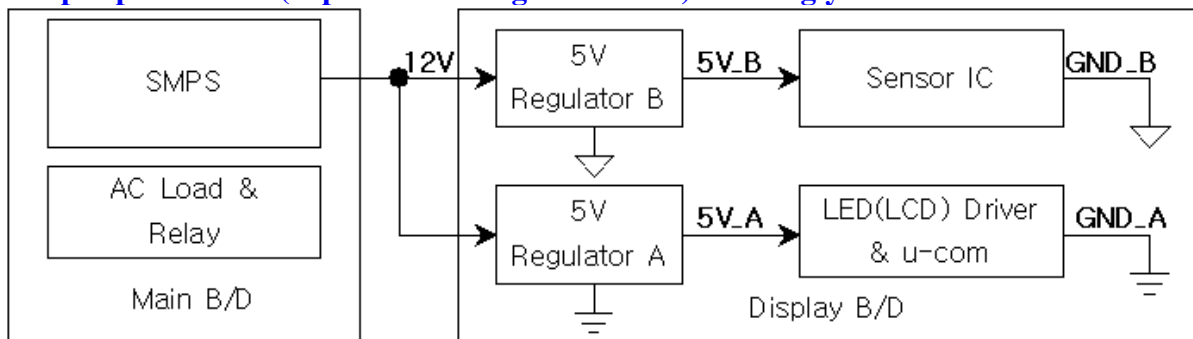 SMPS
AC Load &
Relay
Main B/D
12V
5V
Regulator B
5V_B
Sensor IC
GND_B
5V
Regulator A
5V_A
LED(LCD) Driver
& u-com
GND_A
Display B/D